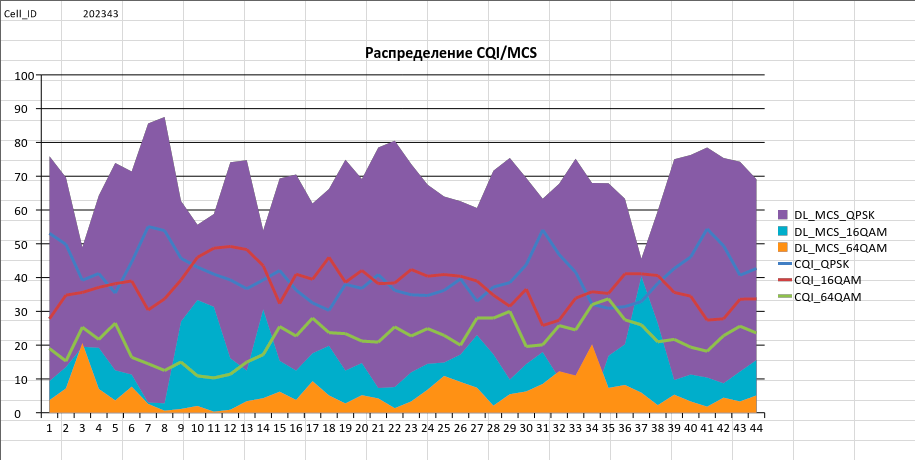 Cell_ID 202343
Распределение CQI/MCS
100
90
80
70
60
50
40
30
20
10
0
1 2 3 4 5 6 7 8 9 10 11 12 13 14 15 16 17 18 19 20 21 22 23 24 25 26 27 28 29 30 31 32 33 34 35 36 37 38 39 40 41 42 43 44
DL_MCS_QPSK
DL_MCS_16QAM
DL_MCS_64QAM
CQI_QPSK
CQI_16QAM
CQI_64QAM